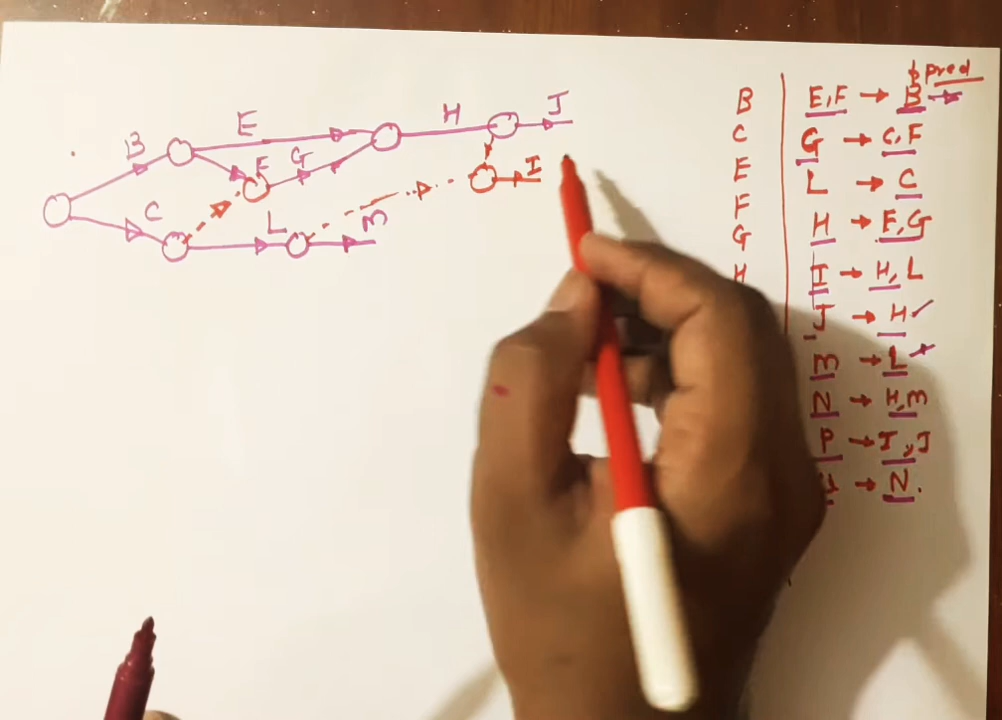 Pred
B E,F → B
C G → C,F
E L → C
F H → E,G
G I → H,L
H J → H
M → L
N → H,M
P → I,J
→ N.
B E H J
F G I
C L M